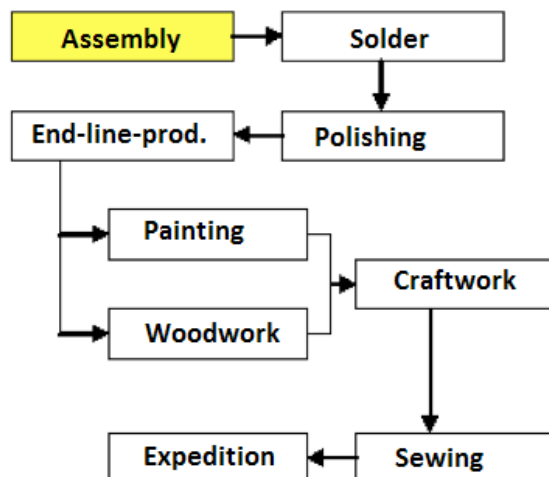 Assembly
Solder
End-line-prod.
Polishing
Painting
Craftwork
Woodwork
Expedition
Sewing